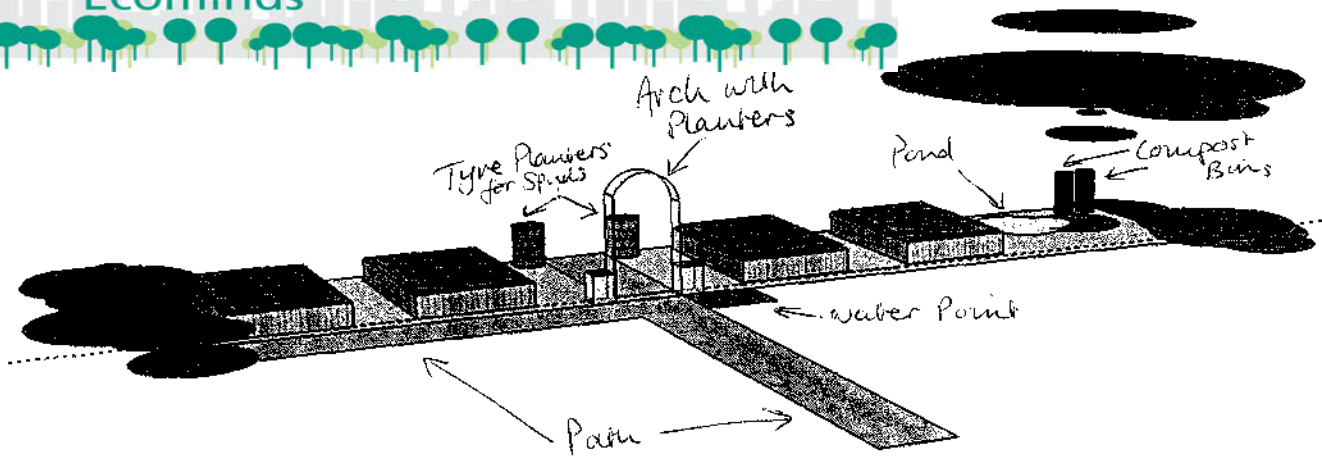 Ecominds
Arch with
Planters
Tyre Planters
for Spuds
Pond
Compost
Bins
Water Point
Path